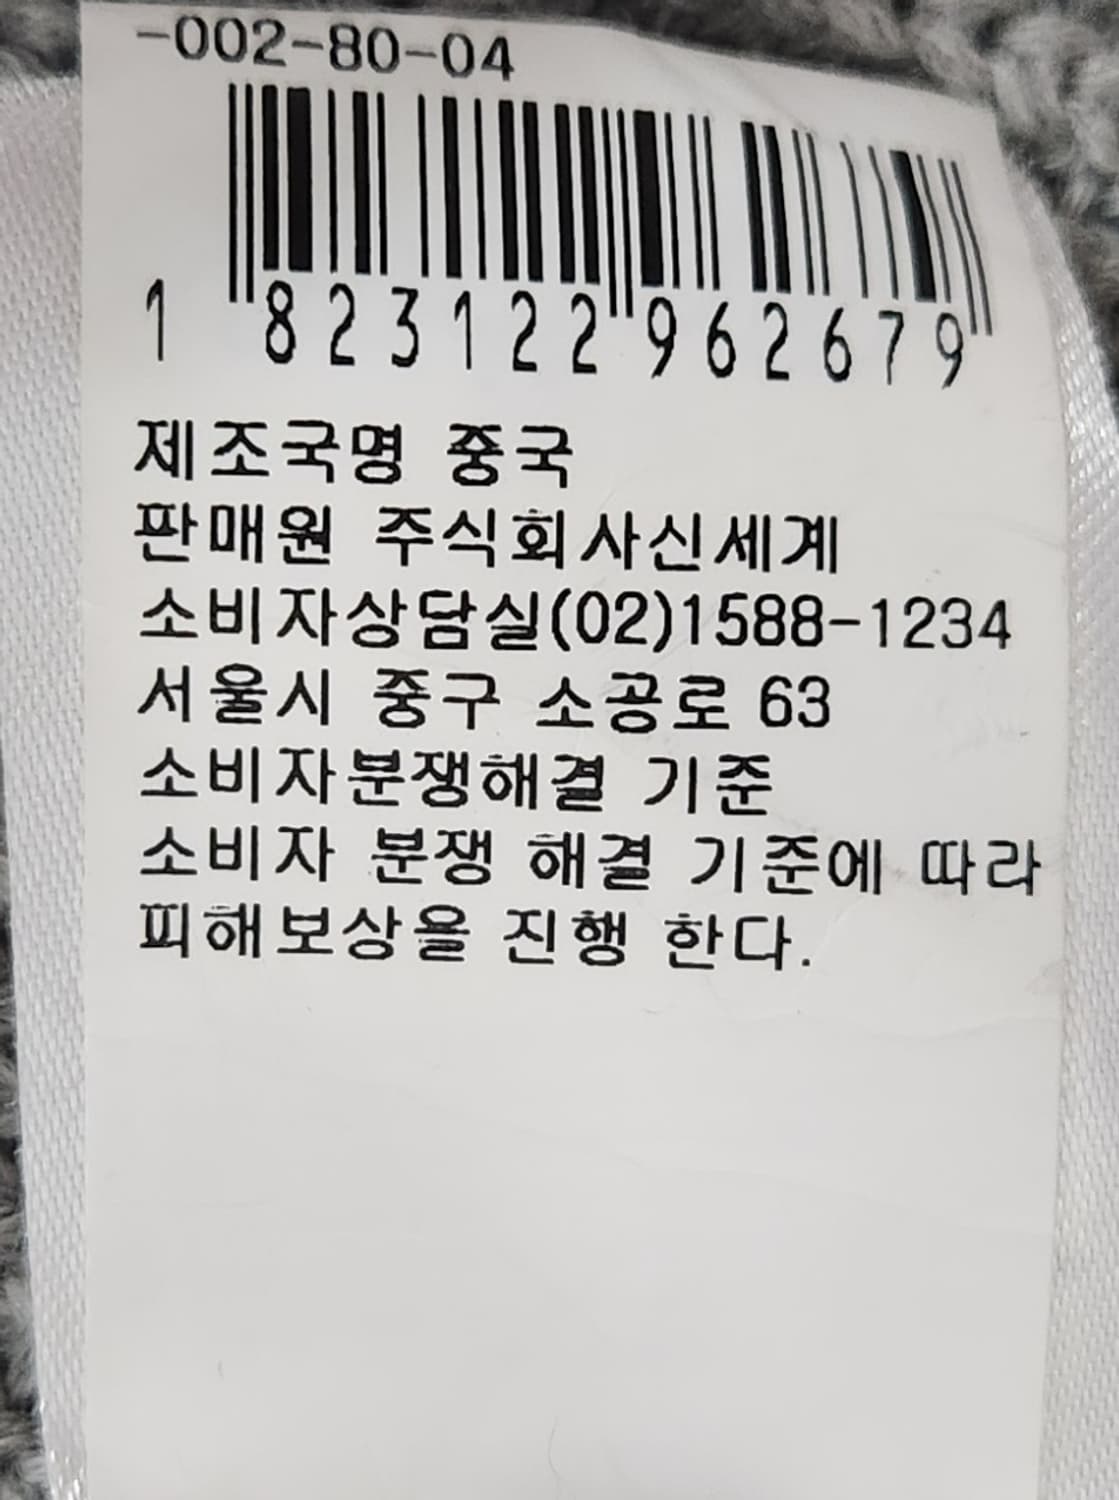 -002-80-04
1 823122 962679
제조국명 중국
판매원 주식회사신세계
소비자상담실(02)1588-1234
서울시 중구 소공로 63
소비자분쟁해결 기준
소비자 분쟁 해결 기준에 따라
피해보상을 진행 한다.